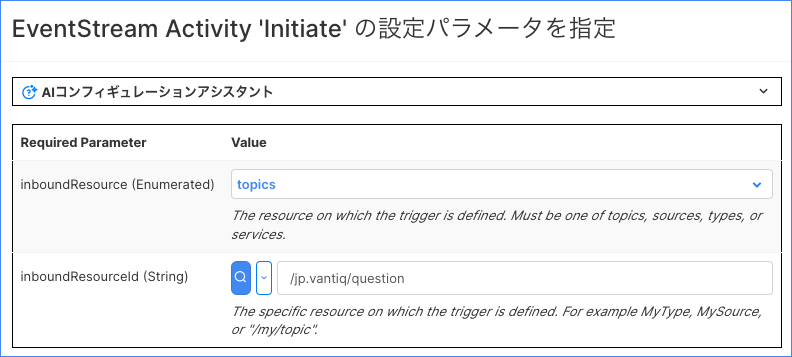 EventStream Activity 'Initiate' の設定パラメータを指定
AIコンフィギュレーションアシスタント
Required Parameter Value
inboundResource (Enumerated) topics
The resource on which the trigger is defined. Must be one of topics, sources, types, or
services.
inboundResourceId (String) /jp.vantiq/question
The specific resource on which the trigger is defined. For example MyType, MySource,
or "/my/topic".